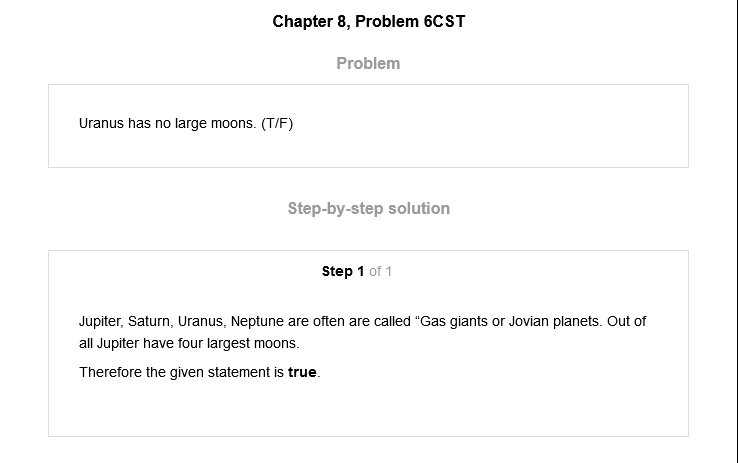 Chapter 8, Problem 6CST
Problem
Uranus has no large moons. (T/F)
Step-by-step solution
Step 1 of 1
Jupiter, Saturn, Uranus, Neptune are often are called “Gas giants or Jovian planets. Out of
all Jupiter have four largest moons.
Therefore the given statement is true.